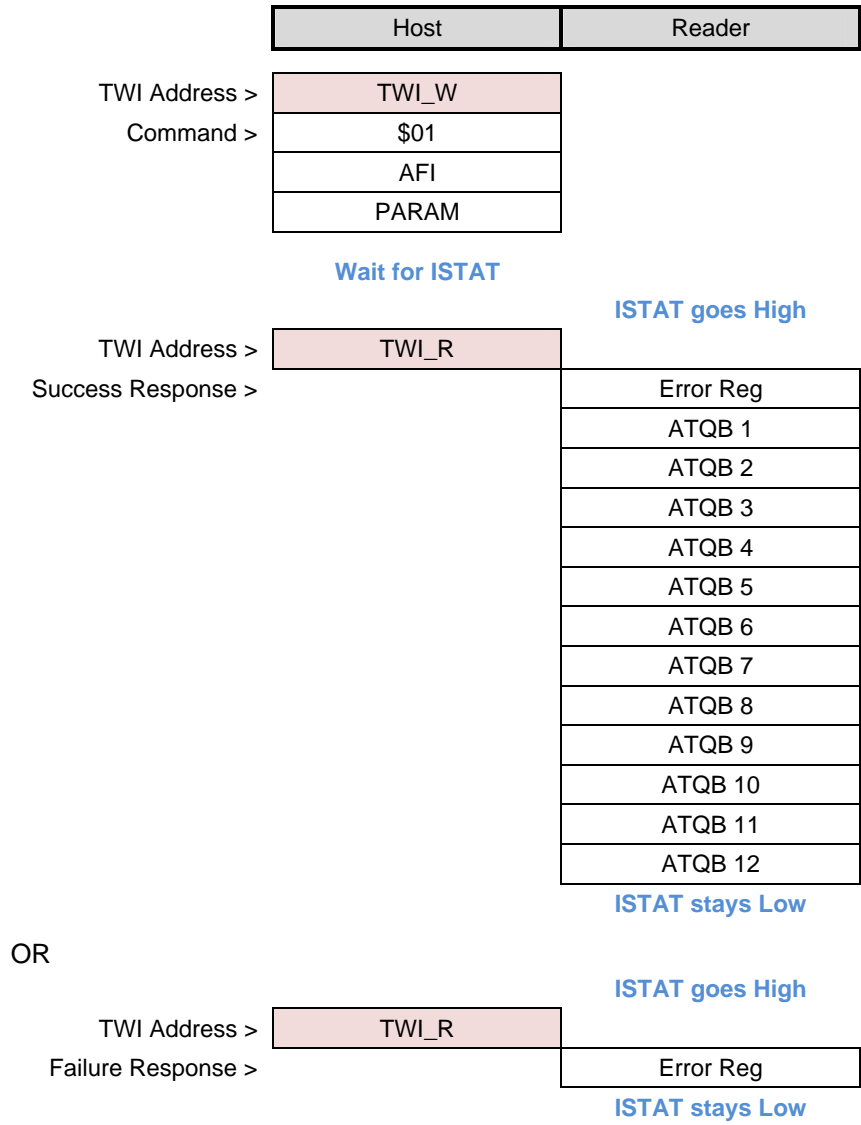 Host Reader
TWI Address > TWI_W
Command > $01
AFI
PARAM
Wait for ISTAT
ISTAT goes High
TWI Address > TWI_R
Success Response > Error Reg
ATQB 1
ATQB 2
ATQB 3
ATQB 4
ATQB 5
ATQB 6
ATQB 7
ATQB 8
ATQB 9
ATQB 10
ATQB 11
ATQB 12
ISTAT stays Low
OR
ISTAT goes High
TWI Address > TWI_R
Failure Response > Error Reg
ISTAT stays Low